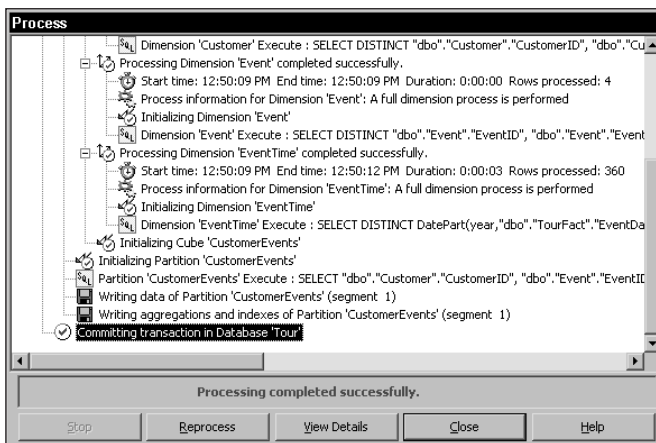 Process
Dimension 'Customer' Execute : SELECT DISTINCT "dbo"."Customer"."CustomerID", "dbo"."Cu
Processing Dimension 'Event' completed successfully.
Start time: 12:50:09 PM End time: 12:50:09 PM Duration: 0:00:00 Rows processed: 4
Process information for Dimension 'Event': A full dimension process is performed
Initializing Dimension 'Event'
SQL Dimension 'Event' Execute : SELECT DISTINCT "dbo"."Event"."EventID", "dbo"."Event"."Event
Processing Dimension 'EventTime' completed successfully.
Start time: 12:50:09 PM End time: 12:50:12 PM Duration: 0:00:03 Rows processed: 360
Process information for Dimension 'EventTime': A full dimension process is performed
Initializing Dimension 'EventTime'
SQL Dimension 'EventTime' Execute : SELECT DISTINCT DatePart(year,"dbo"."TourFact"."EventDa
Initializing Cube 'CustomerEvents'
Initializing Partition 'CustomerEvents'
SQL Partition 'CustomerEvents' Execute : SELECT "dbo"."Customer"."CustomerID", "dbo"."Event"."EventID
Writing data of Partition 'CustomerEvents' (segment 1)
Writing aggregations and indexes of Partition 'CustomerEvents' (segment 1)
Committing transaction in Database 'Tour'
Processing completed successfully.
Stop Reprocess View Details Close Help